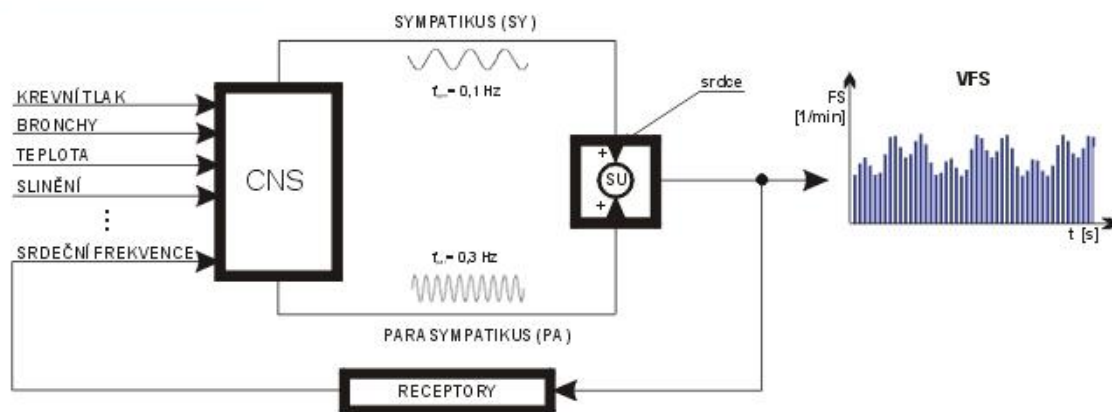 SYMPATIKUS (SY)
= 0,1 Hz
srdce
VFS
FS
[1/min]
KREVNÍ TLAK
BRONCHY
TEPLOTA
SLINĚNÍ
⋮
SRDEČNÍ FREKVENCE
CNS
+
SU
+
t [s]
= 0,3 Hz
PARASYMPATIKUS (PA)
RECEPTORY